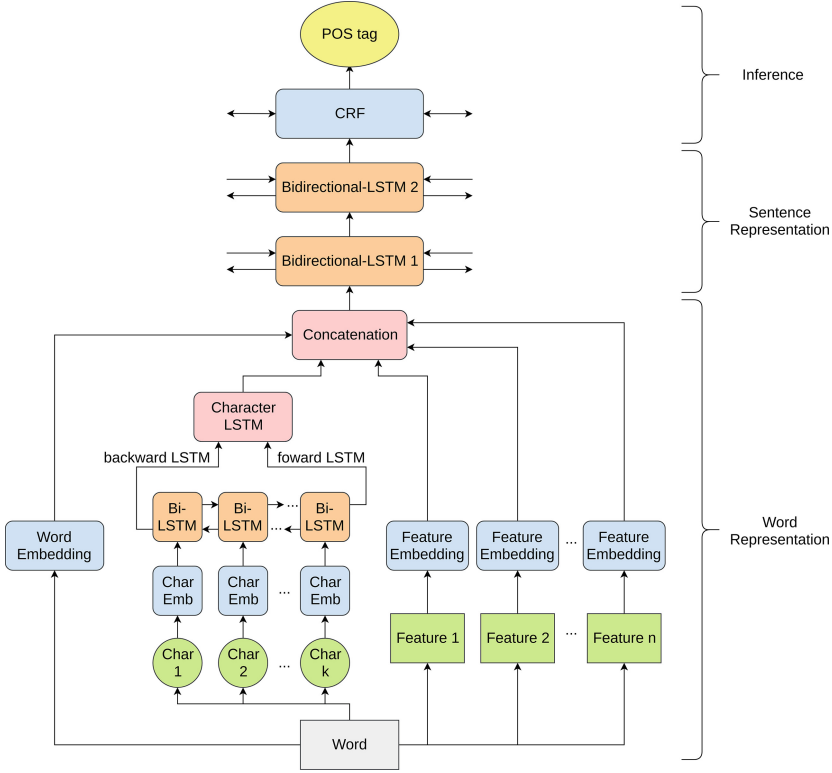 POS tag
Inference
CRF
Bidirectional-LSTM 2
Sentence
Representation
Bidirectional-LSTM 1
Concatenation
Character
LSTM
backward LSTM
foward LSTM
Bi-
LSTM
Bi-
LSTM
...
...
Bi-
LSTM
Word
Embedding
Feature
Embedding
Feature
Embedding
...
Feature
Embedding
Word
Representation
Char
Emb
Char
Emb
...
Char
Emb
Char
1
Char
2
...
Char
k
Feature 1
Feature 2
...
Feature n
Word